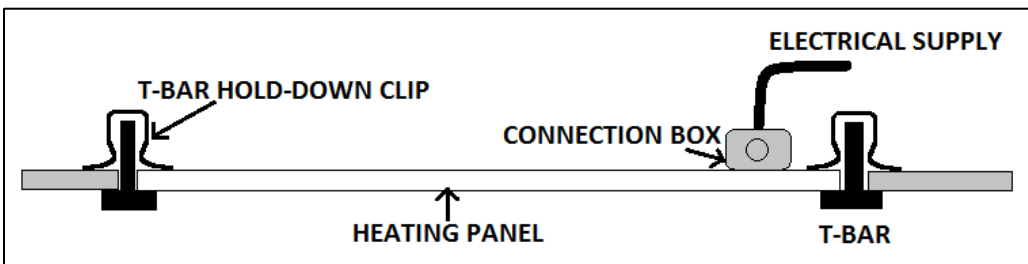 ELECTRICAL SUPPLY
T-BAR HOLD-DOWN CLIP
CONNECTION BOX
HEATING PANEL
T-BAR